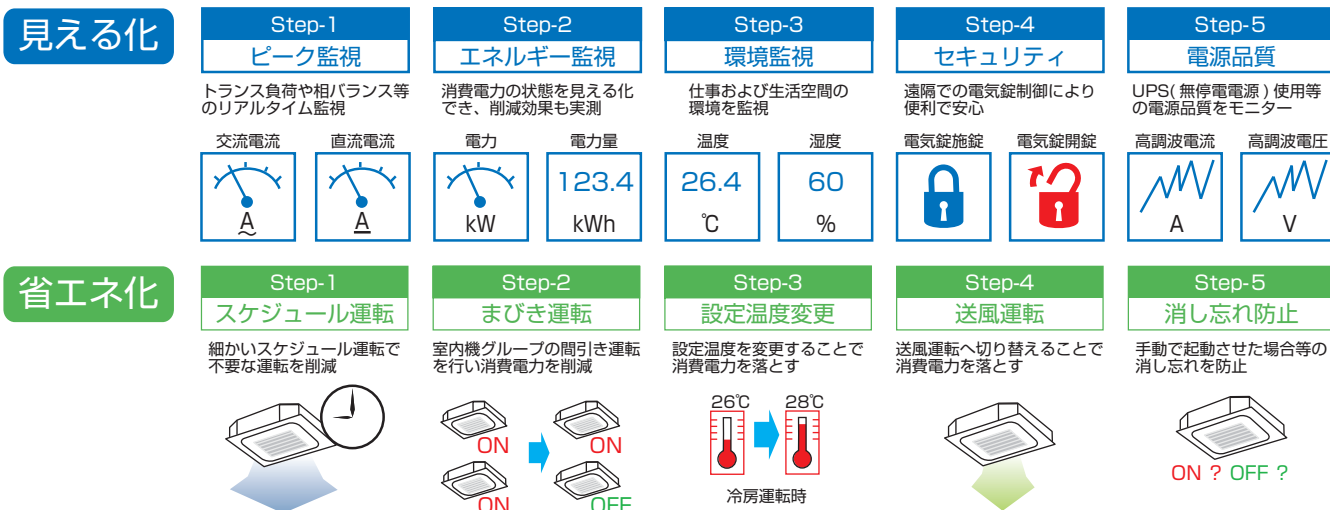 見える化
Step-1
ピーク監視
トランス負荷や相バランス等
のリアルタイム監視
交流電流
直流電流
A
A
Step-2
エネルギー監視
消費電力の状態を見える化
でき、削減効果も実測
電力
電力量
kW
123.4
kWh
Step-3
環境監視
仕事および生活空間の
環境を監視
温度
湿度
26.4
℃
60
%
Step-4
セキュリティ
遠隔での電気錠制御により
便利で安心
電気錠施錠
電気錠開錠
Step-5
電源品質
UPS(無停電電源)使用等
の電源品質をモニター
高調波電流
高調波電圧
A
V
省エネ化
Step-1
スケジュール運転
細かいスケジュール運転で
不要な運転を削減
Step-2
まびき運転
室内機グループの間引き運転
を行い消費電力を削減
ON
ON
ON
OFF
Step-3
設定温度変更
設定温度を変更することで
消費電力を落とす
26℃
28℃
冷房運転時
Step-4
送風運転
送風運転へ切り替えることで
消費電力を落とす
Step-5
消し忘れ防止
手動で起動させた場合等の
消し忘れを防止
ON ? OFF ?